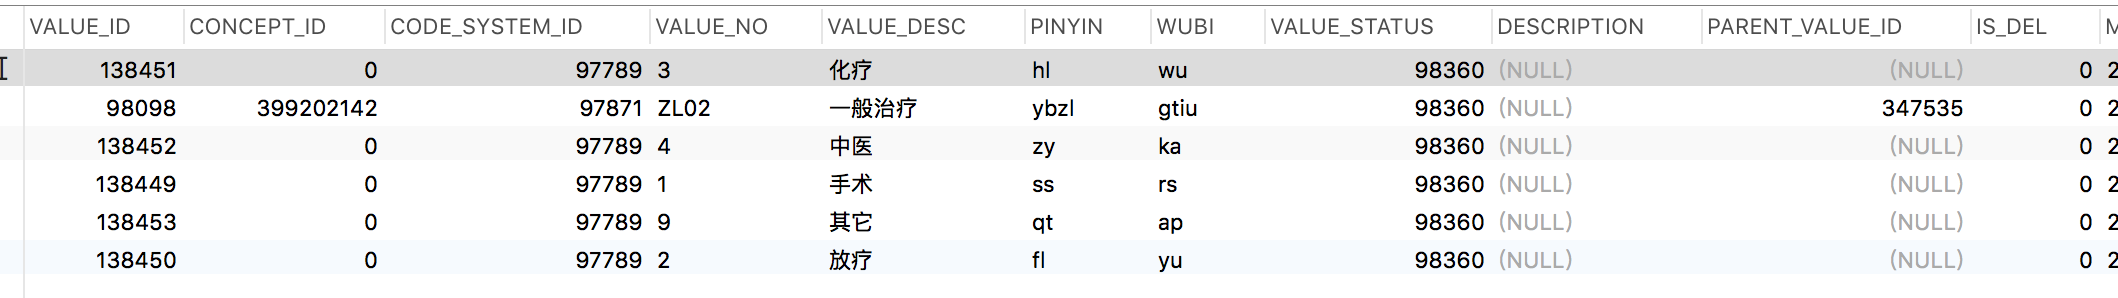 VALUE_ID CONCEPT_ID CODE_SYSTEM_ID VALUE_NO VALUE_DESC PINYIN WUBI VALUE_STATUS DESCRIPTION PARENT_VALUE_ID IS_DEL
138451 0 97789 3 化疗 hl wu 98360 (NULL) (NULL) 0 2
98098 399202142 97871 ZL02 一般治疗 ybzl gtiu 98360 (NULL) 347535 0 2
138452 0 97789 4 中医 zy ka 98360 (NULL) (NULL) 0 2
138449 0 97789 1 手术 ss rs 98360 (NULL) (NULL) 0 2
138453 0 97789 9 其它 qt ap 98360 (NULL) (NULL) 0 2
138450 0 97789 2 放疗 fl yu 98360 (NULL) (NULL) 0 2